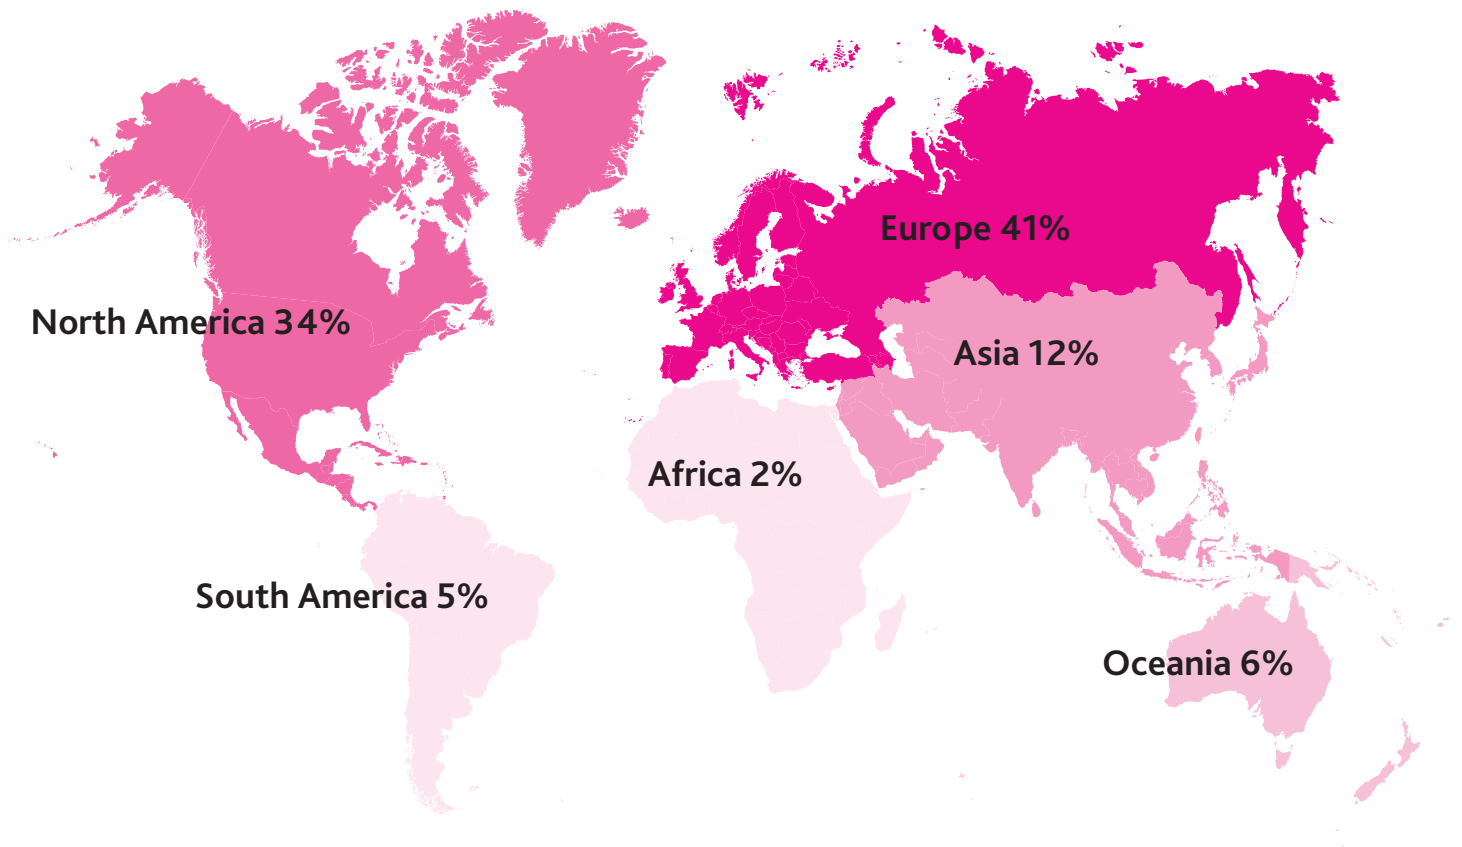 Europe 41%
North America 34%
Asia 12%
Africa 2%
South America 5%
Oceania 6%